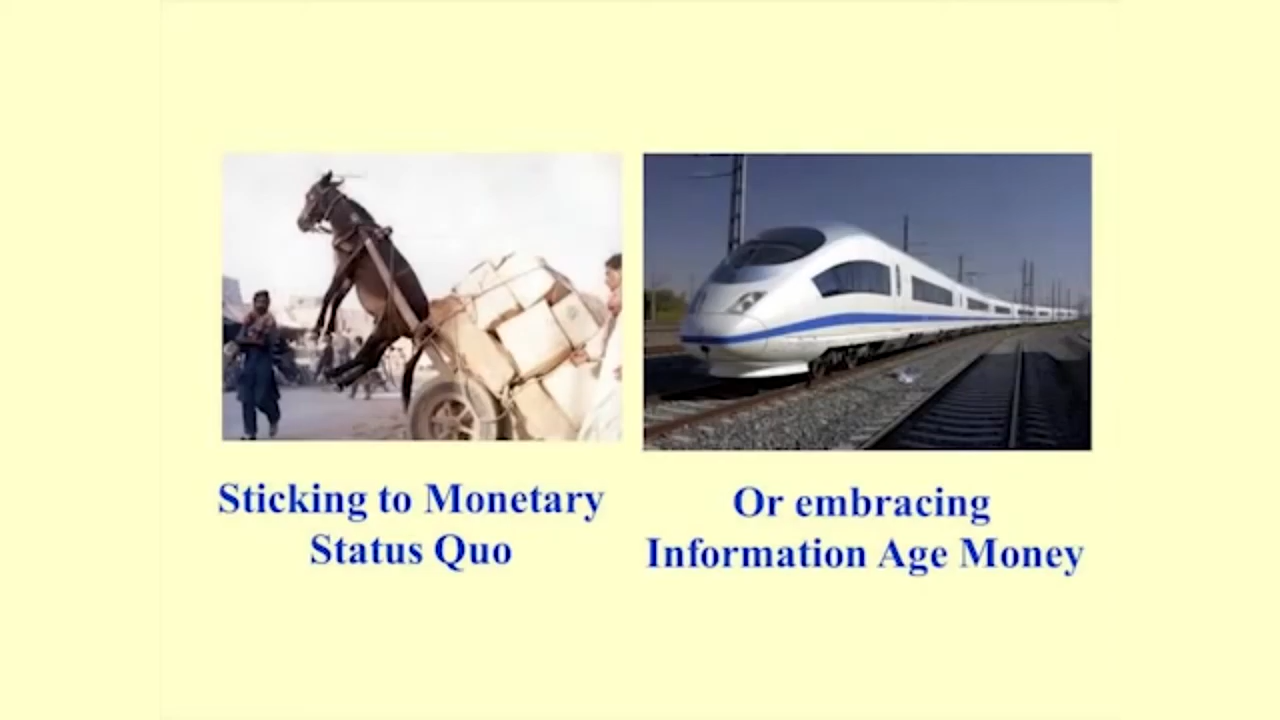 Sticking to Monetary
Status Quo
Or embracing
Information Age Money